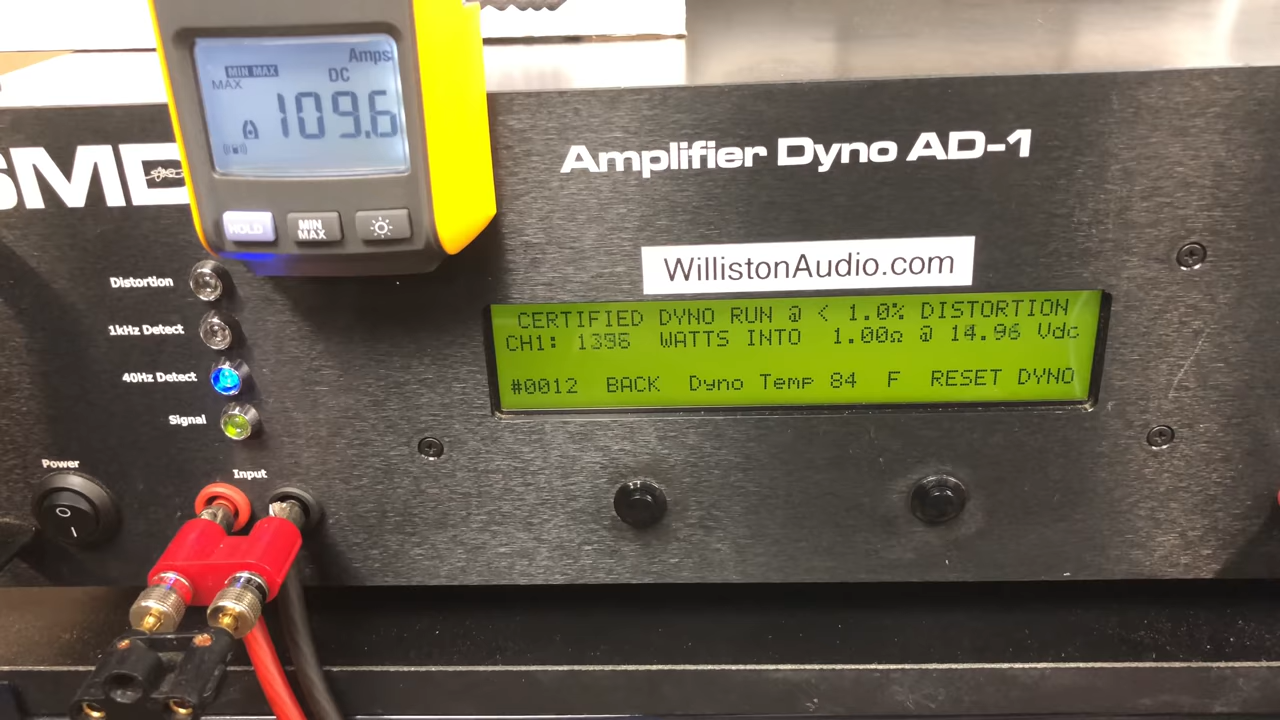 Amps
MIN MAX
DC
MAX
109.6
SMD
Amplifier Dyno AD-1
HOLD
MIN
MAX
WillistonAudio.com
Distortion
1kHz Detect
40Hz Detect
Signal
CERTIFIED DYNO RUN @ < 1.0% DISTORTION
CH1: 1396 WATTS INTO 1.00Ω @ 14.96 Vdc
#0012 BACK Dyno Temp 84 F RESET DYNO
Power
Input